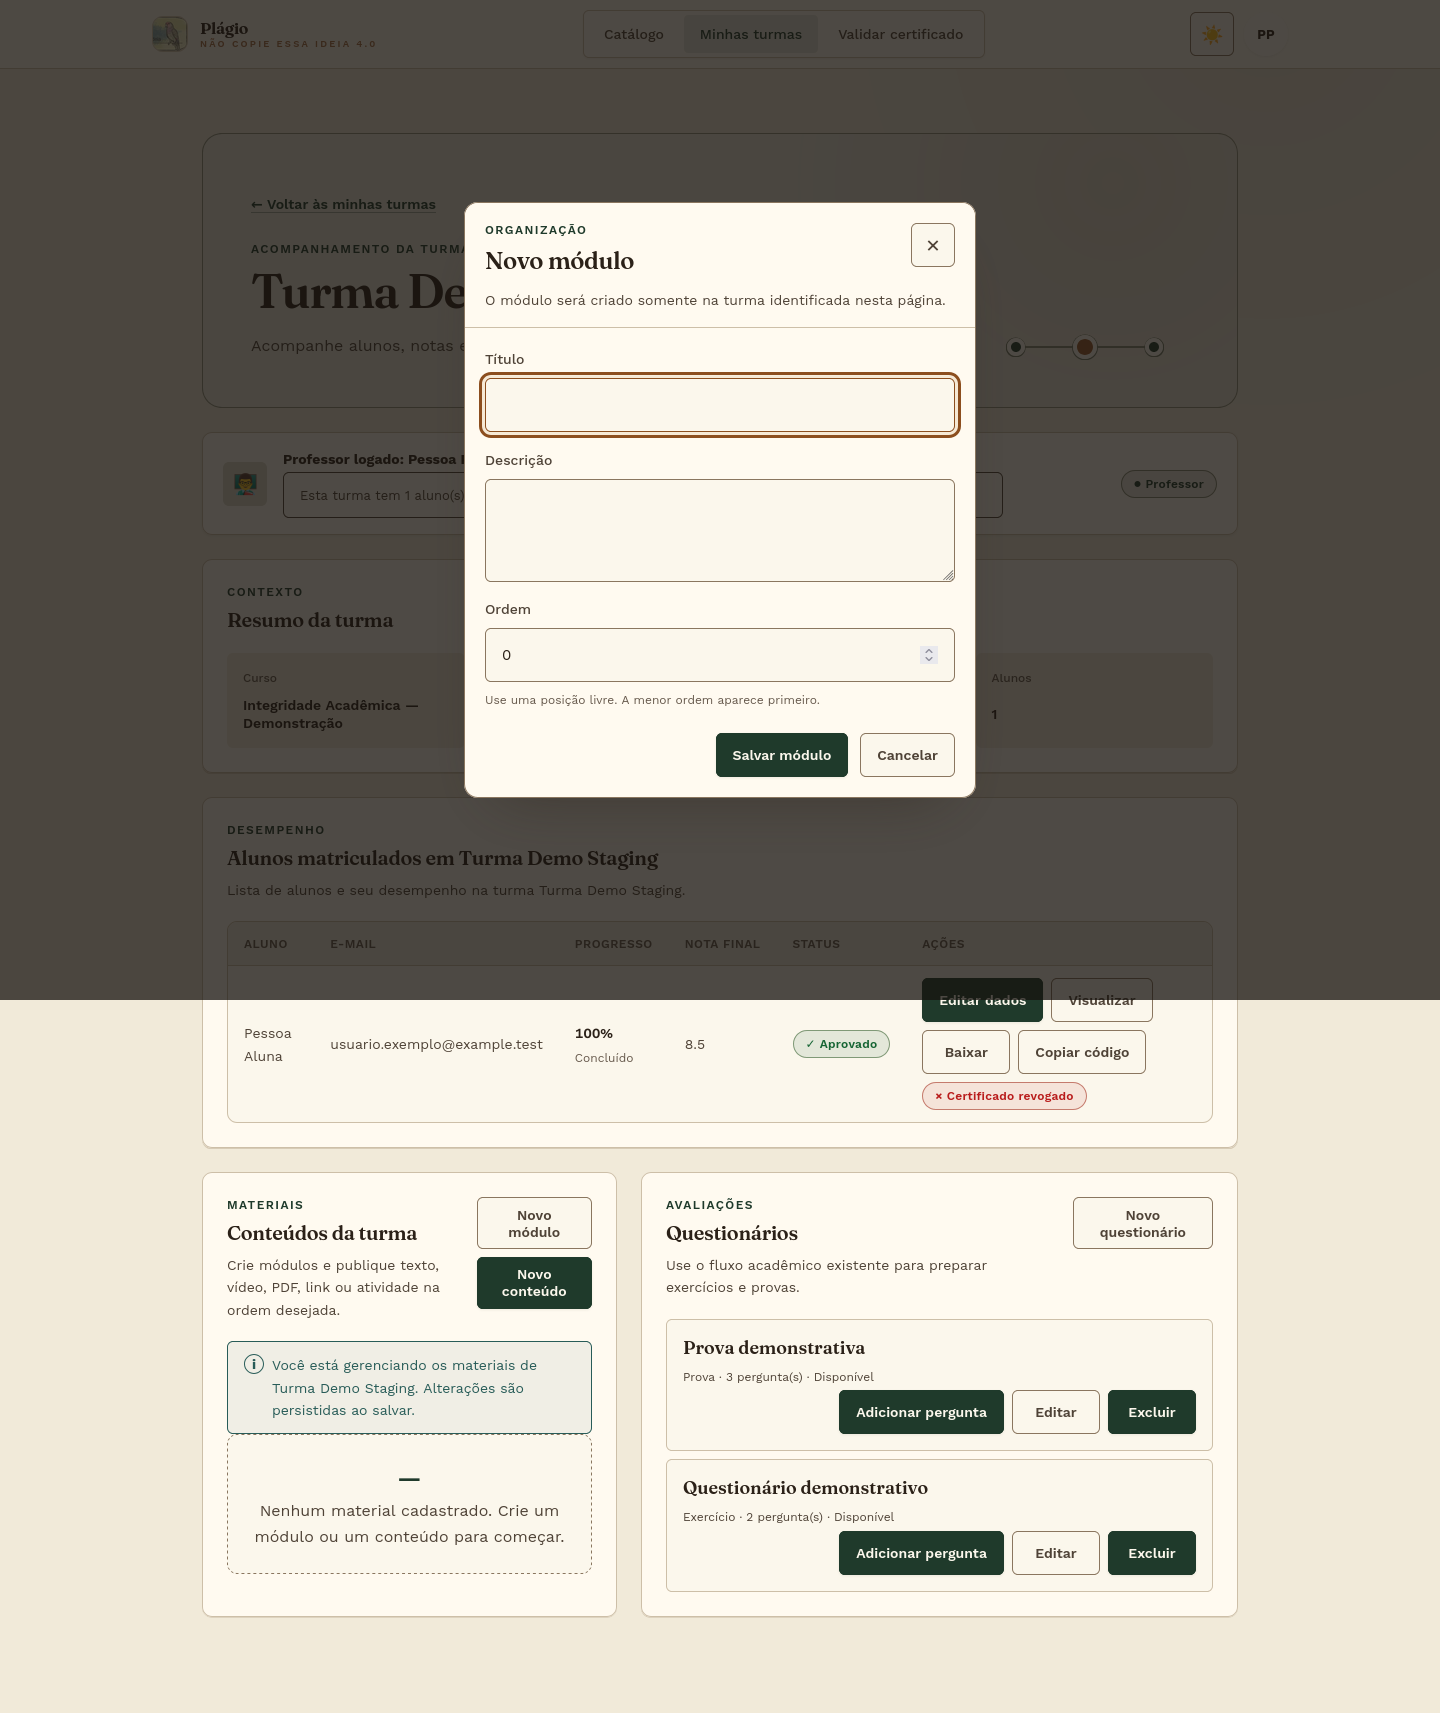 Plágio
NÃO COPIE ESSA IDEIA 4.0
Catálogo
Minhas turmas
Validar certificado
PP
← Voltar às minhas turmas
ACOMPANHAMENTO DA TURMA
Turma De
Acompanhe alunos, notas e
ORGANIZAÇÃO
Novo módulo
×
O módulo será criado somente na turma identificada nesta página.
Título
Descrição
Ordem
0
Use uma posição livre. A menor ordem aparece primeiro.
Salvar módulo
Cancelar
Professor logado: Pessoa
Esta turma tem 1 aluno(s)
● Professor
CONTEXTO
Resumo da turma
Curso
Integridade Acadêmica —
Demonstração
Alunos
1
DESEMPENHO
Alunos matriculados em Turma Demo Staging
Lista de alunos e seu desempenho na turma Turma Demo Staging.
ALUNO
E-MAIL
PROGRESSO
NOTA FINAL
STATUS
AÇÕES
Pessoa
Aluna
usuario.exemplo@example.test
100%
Concluído
8.5
✓ Aprovado
Editar dados
Visualizar
Baixar
Copiar código
× Certificado revogado
MATERIAIS
Conteúdos da turma
Crie módulos e publique texto,
vídeo, PDF, link ou atividade na
ordem desejada.
Novo
módulo
Novo
conteúdo
i
Você está gerenciando os materiais de
Turma Demo Staging. Alterações são
persistidas ao salvar.
—
Nenhum material cadastrado. Crie um
módulo ou um conteúdo para começar.
AVALIAÇÕES
Questionários
Use o fluxo acadêmico existente para preparar
exercícios e provas.
Novo
questionário
Prova demonstrativa
Prova · 3 pergunta(s) · Disponível
Adicionar pergunta
Editar
Excluir
Questionário demonstrativo
Exercício · 2 pergunta(s) · Disponível
Adicionar pergunta
Editar
Excluir